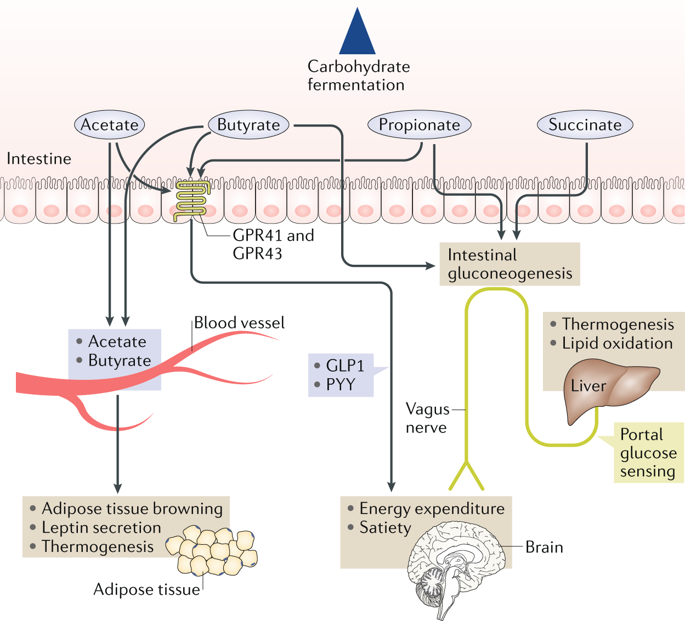 Carbohydrate
fermentation
Acetate
Butyrate
Propionate
Succinate
Intestine
GPR41 and
GPR43
Intestinal
gluconeogenesis
Blood vessel
• Acetate
• Butyrate
• GLP1
• PYY
• Thermogenesis
• Lipid oxidation
Liver
Vagus
nerve
Portal
glucose
sensing
• Adipose tissue browning
• Leptin secretion
• Thermogenesis
Adipose tissue
• Energy expenditure
• Satiety
Brain